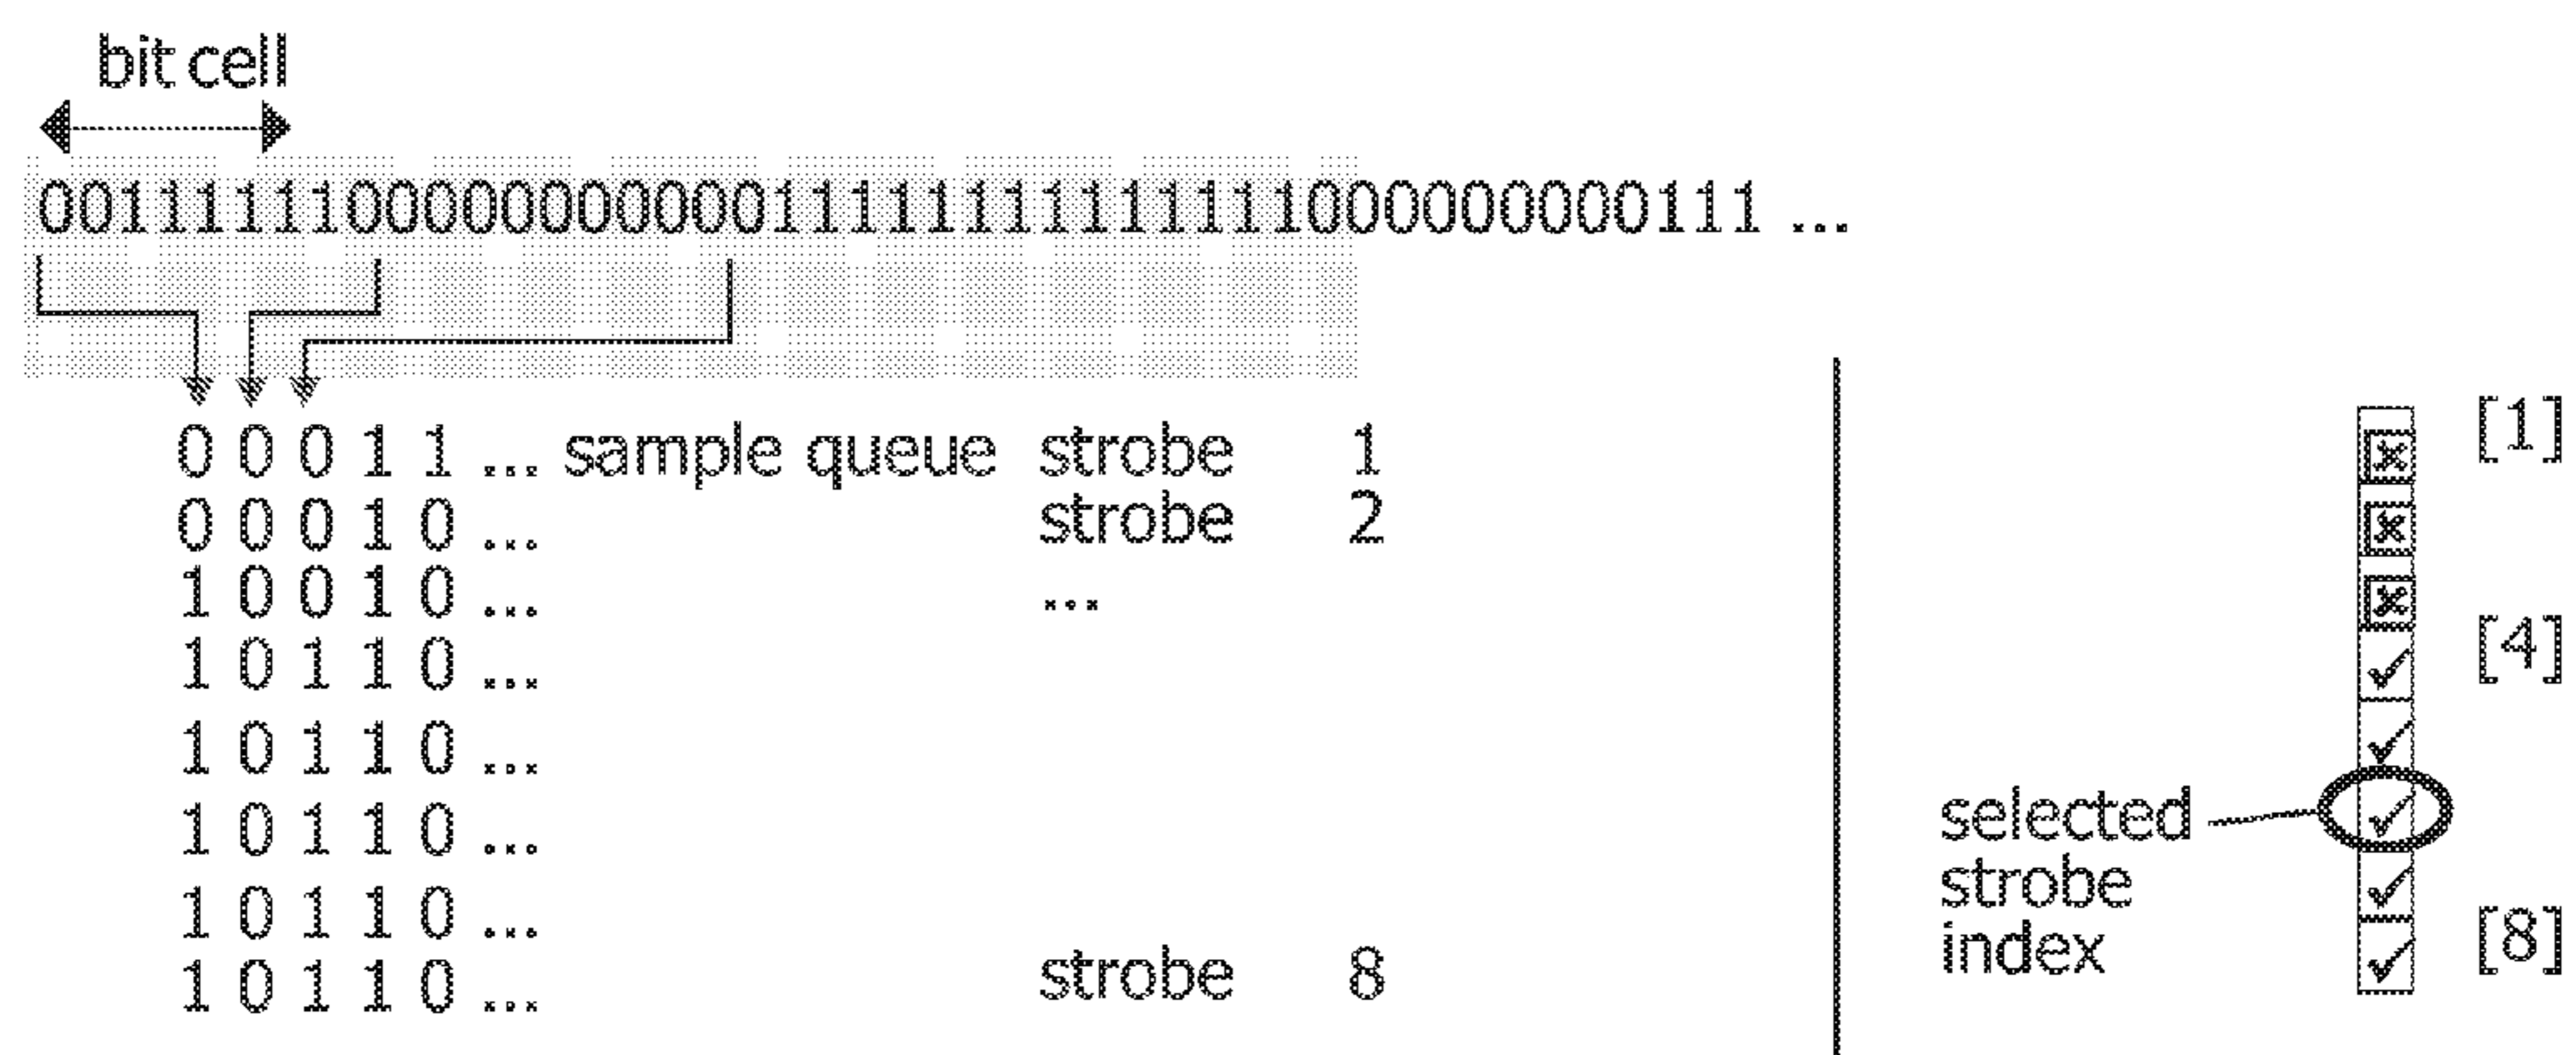 bit cell
001111110000000000011111111111111000000000111 ...
0 0 0 1 1 ... sample queue strobe 1
0 0 0 1 0 ... strobe 2
1 0 0 1 0 ... ...
1 0 1 1 0 ...
1 0 1 1 0 ...
1 0 1 1 0 ...
1 0 1 1 0 ...
1 0 1 1 0 ... strobe 8
[1]
[4]
selected
strobe
index
[8]